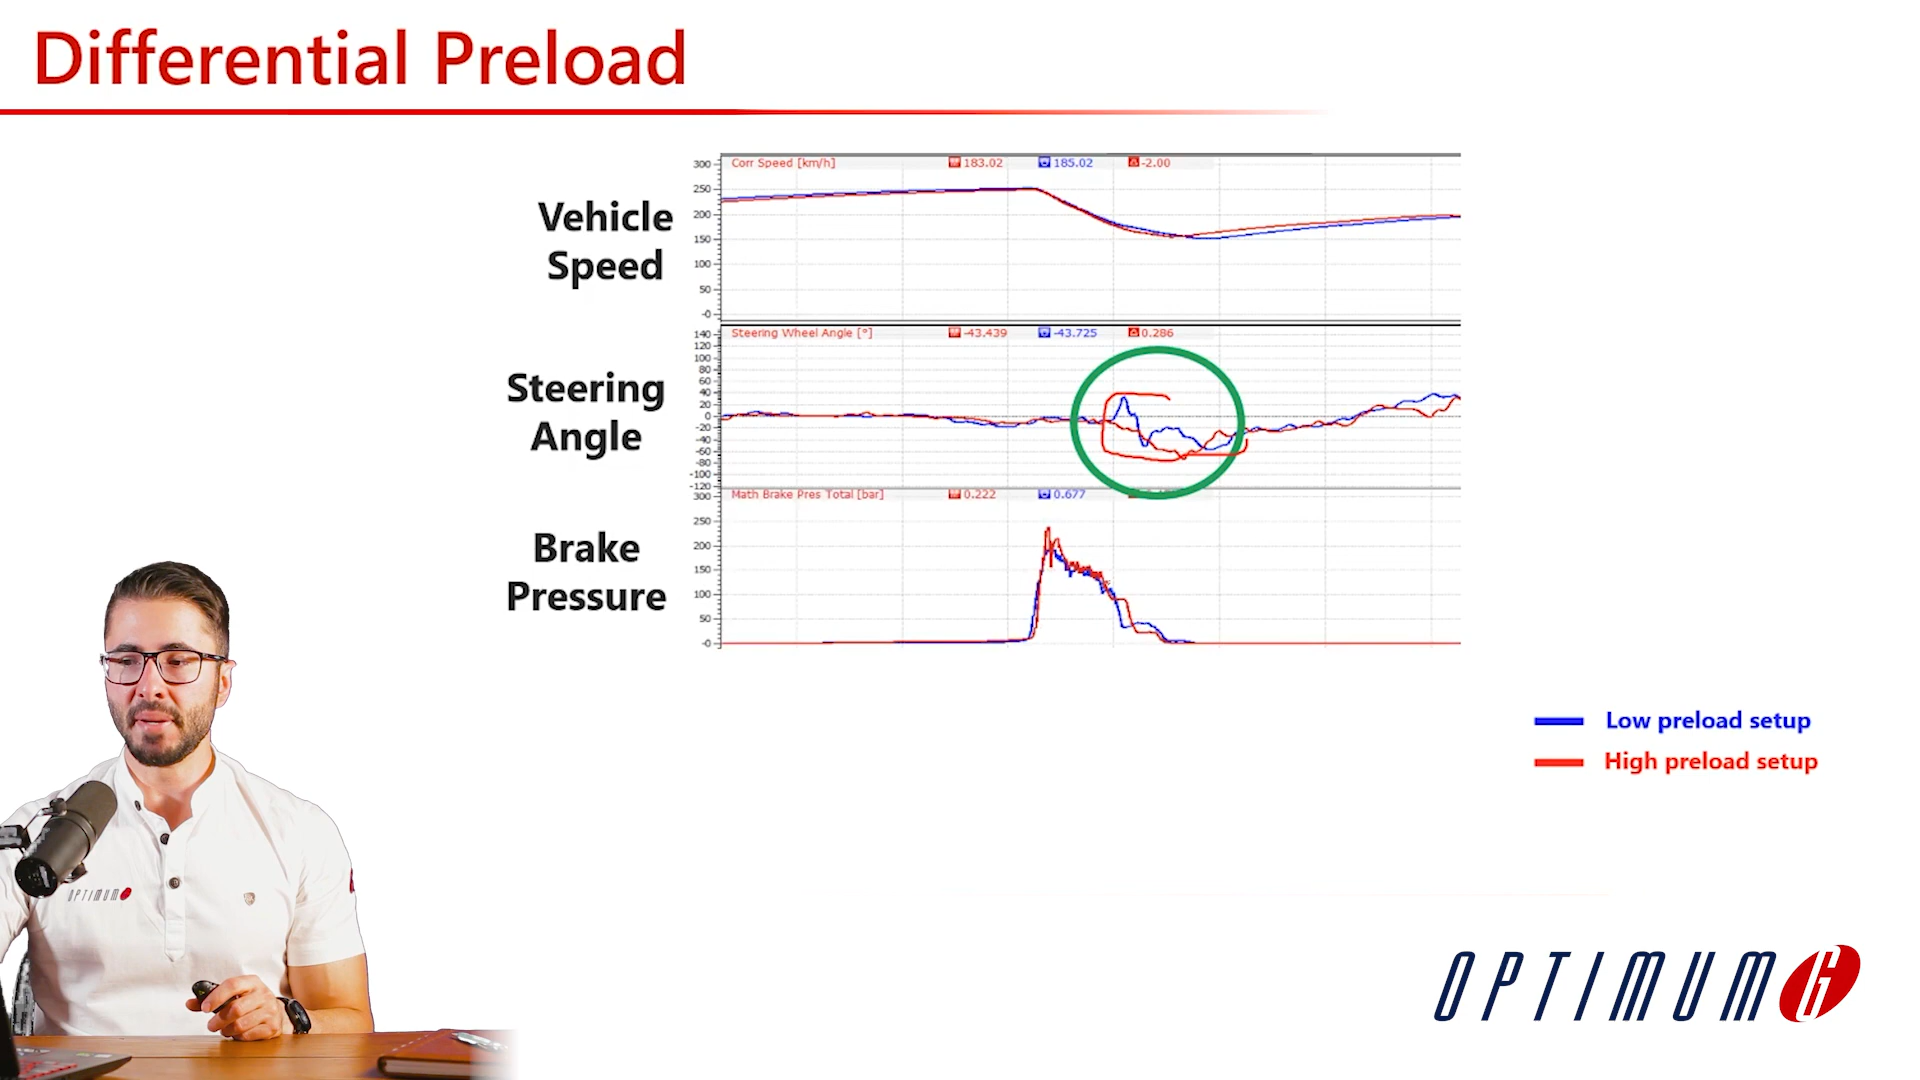 Differential Preload
Vehicle
Speed
Corr Speed [km/h] 183.02 185.02 -2.00
300
250
200
150
100
50
-0
Steering
Angle
Steering Wheel Angle [°] -43.439 -43.725 0.286
140
120
100
80
60
40
20
0
-20
-40
-60
-80
-100
-120
Brake
Pressure
Math Brake Pres Total [bar] 0.222 0.677
300
250
200
150
100
50
-0
Low preload setup
High preload setup
OPTIMUM
OPTIMUM G